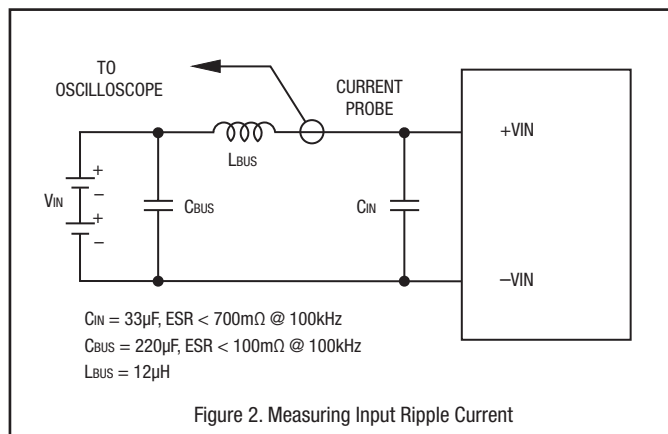 TO
OSCILLOSCOPE
CURRENT
PROBE
+VIN
LBUS
+
−
VIN
+
−
CBUS
CIN
−VIN
CIN = 33µF, ESR < 700mΩ @ 100kHz
CBUS = 220µF, ESR < 100mΩ @ 100kHz
LBUS = 12µH
Figure 2. Measuring Input Ripple Current